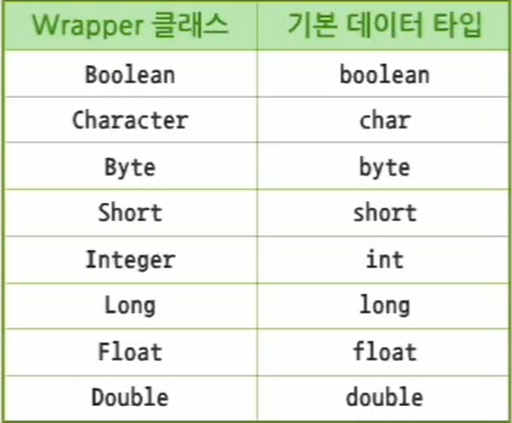 Wrapper 클래스 기본 데이터 타입
Boolean boolean
Character char
Byte byte
Short short
Integer int
Long long
Float float
Double double